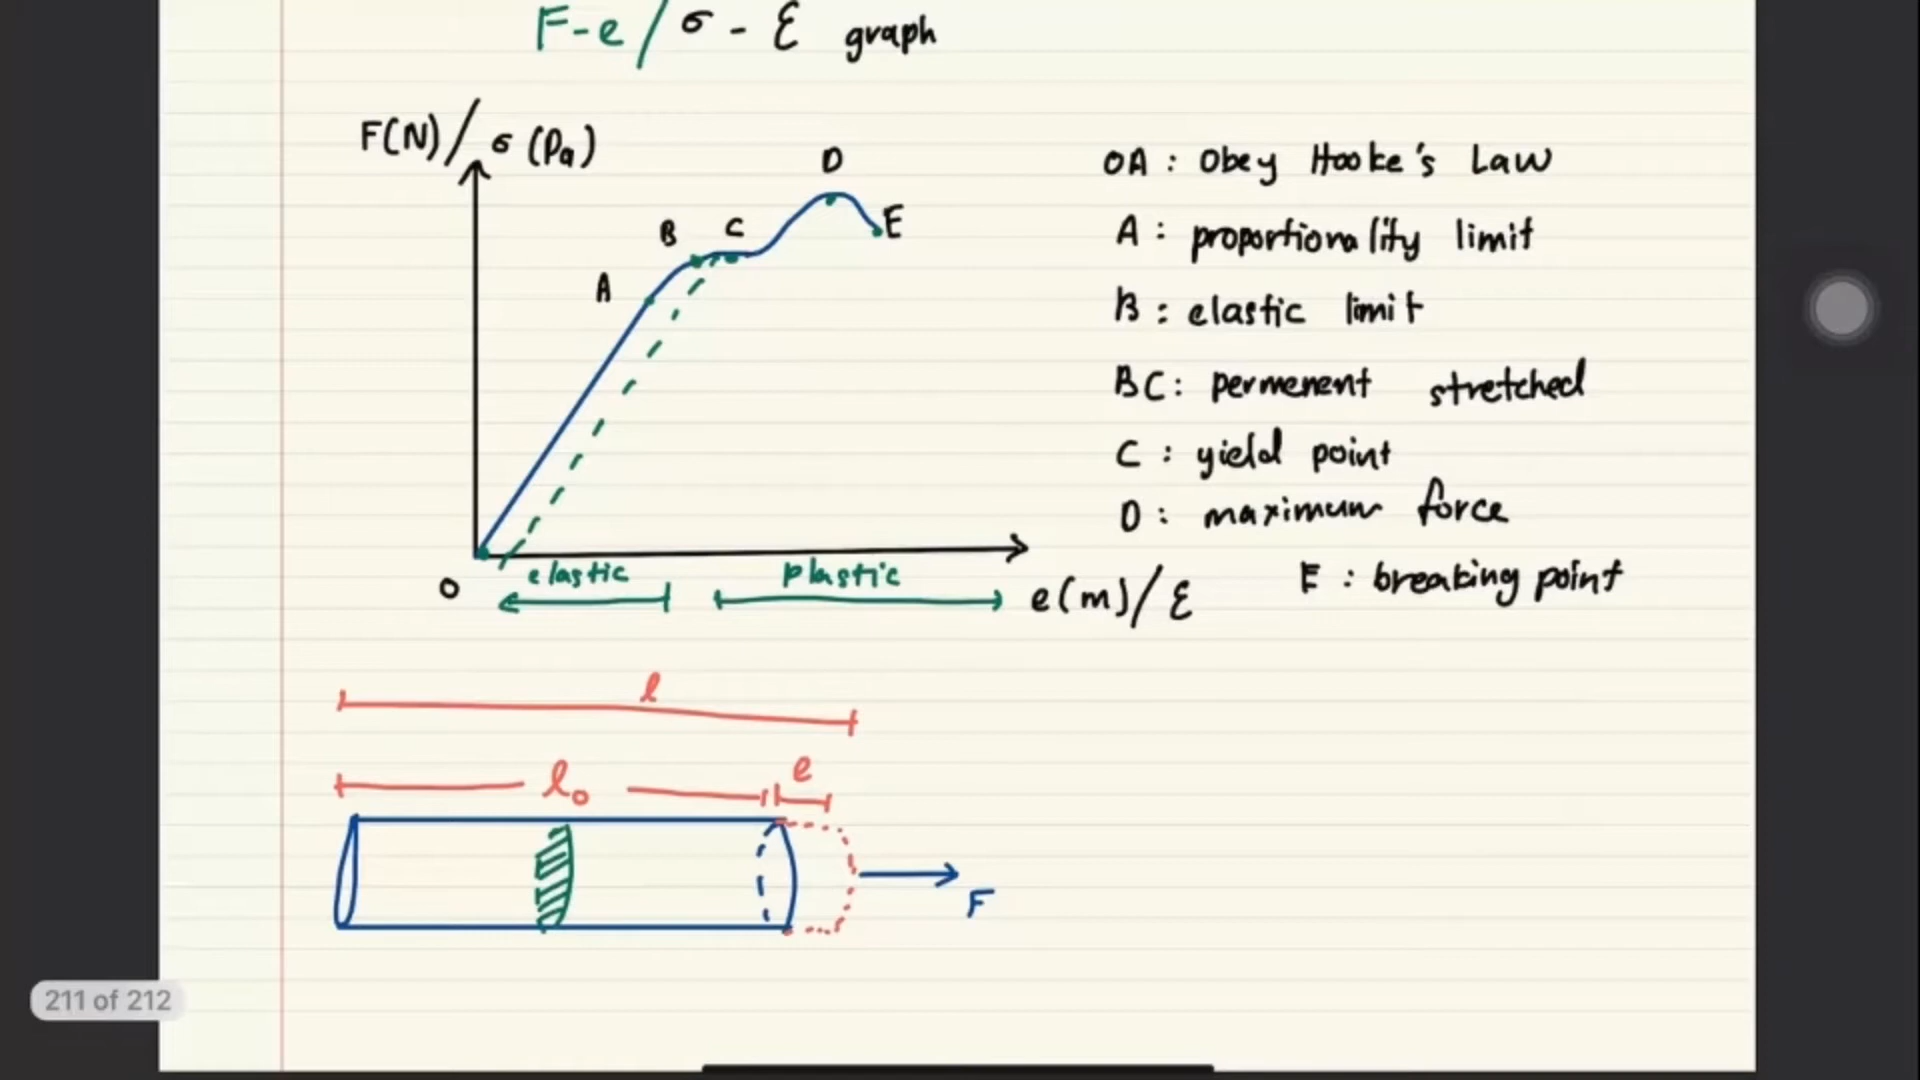 F-e/σ - ε graph
F(N)/σ(Pa)
D
E
B C
A
O
elastic
plastic
e(m)/ε
OA : Obey Hooke's Law
A : proportionality limit
B : elastic limit
BC : permenent stretched
C : yield point
D : maximum force
E : breaking point
l
l₀
e
F
211 of 212